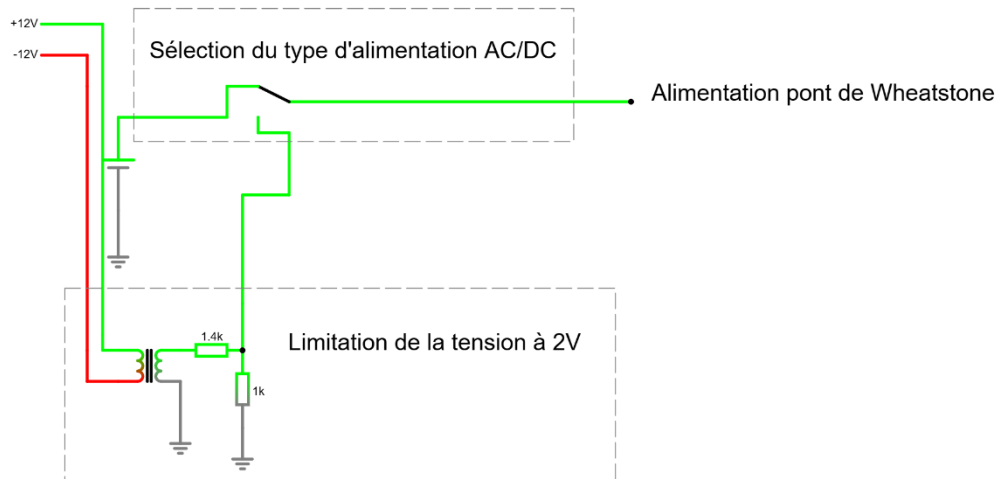 +12V
-12V
Sélection du type d'alimentation AC/DC
Alimentation pont de Wheatstone
1.4k
Limitation de la tension à 2V
1k